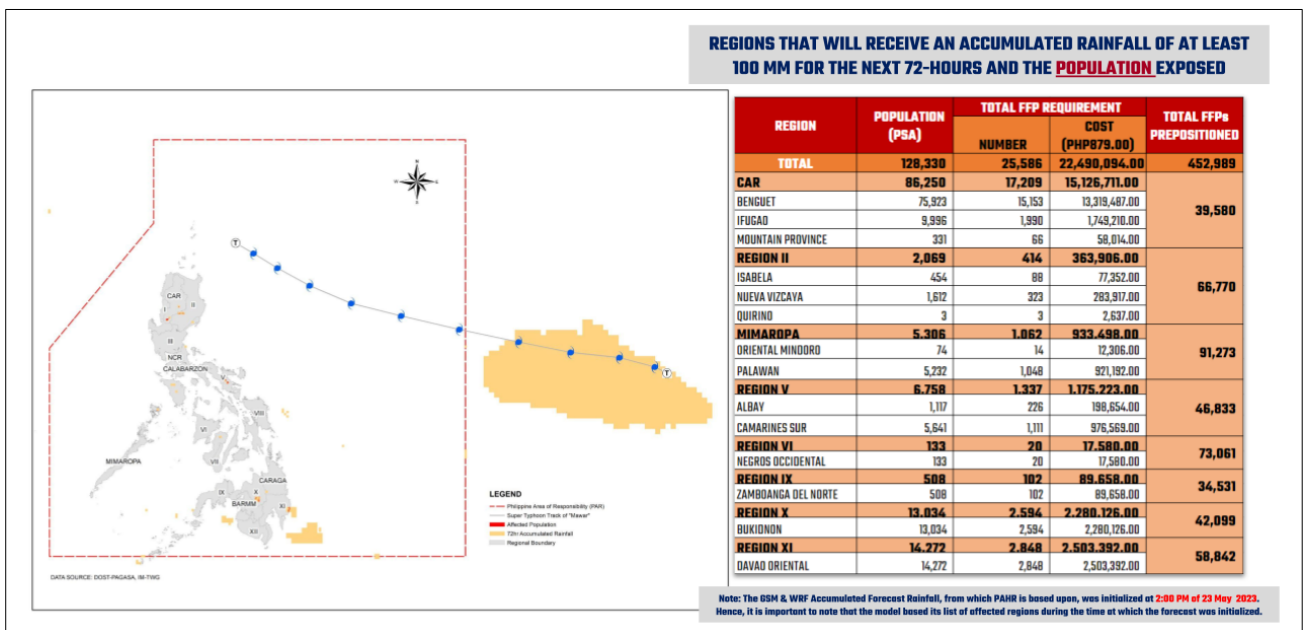 REGIONS THAT WILL RECEIVE AN ACCUMULATED RAINFALL OF AT LEAST
100 MM FOR THE NEXT 72-HOURS AND THE POPULATION EXPOSED
N
W
E
S
T
CAR
I
II
III
NCR
CALABARZON
T
VIII
VI
MIMAROPA
VII
CARAGA
IX
X
BARMM
XI
XII
LEGEND
Philippine Area of Responsibility (PAR)
Super Typhoon Track of "Mawar"
Affected Population
72hr Accumulated Rainfall
Regional Boundary
DATA SOURCE: DOST-PAGASA, IM-TWG
REGION POPULATION (PSA) TOTAL FFP REQUIREMENT TOTAL FFPs PREPOSITIONED
NUMBER COST (PHP879.00)
TOTAL 128,330 25,586 22,490,094.00 452,989
CAR 86,250 17,209 15,126,711.00 39,580
BENGUET 75,923 15,153 13,319,487.00
IFUGAO 9,996 1,990 1,749,210.00
MOUNTAIN PROVINCE 331 66 58,014.00
REGION II 2,069 414 363,906.00 66,770
ISABELA 454 88 77,352.00
NUEVA VIZCAYA 1,612 323 283,917.00
QUIRINO 3 3 2,637.00
MIMAROPA 5.306 1.062 933.498.00 91,273
ORIENTAL MINDORO 74 14 12,306.00
PALAWAN 5,232 1,048 921,192.00
REGION V 6.758 1.337 1.175.223.00 46,833
ALBAY 1,117 226 198,654.00
CAMARINES SUR 5,641 1,111 976,569.00
REGION VI 133 20 17.580.00 73,061
NEGROS OCCIDENTAL 133 20 17,580.00
REGION IX 508 102 89.658.00 34,531
ZAMBOANGA DEL NORTE 508 102 89,658.00
REGION X 13.034 2.594 2.280.126.00 42,099
BUKIDNON 13,034 2,594 2,280,126.00
REGION XI 14.272 2.848 2.503.392.00 58,842
DAVAO ORIENTAL 14,272 2,848 2,503,392.00
Note: The GSM & WRF Accumulated Forecast Rainfall, from which PAHR is based upon, was initialized at 2:00 PM of 23 May 2023.
Hence, it is important to note that the model based its list of affected regions during the time at which the forecast was initialized.